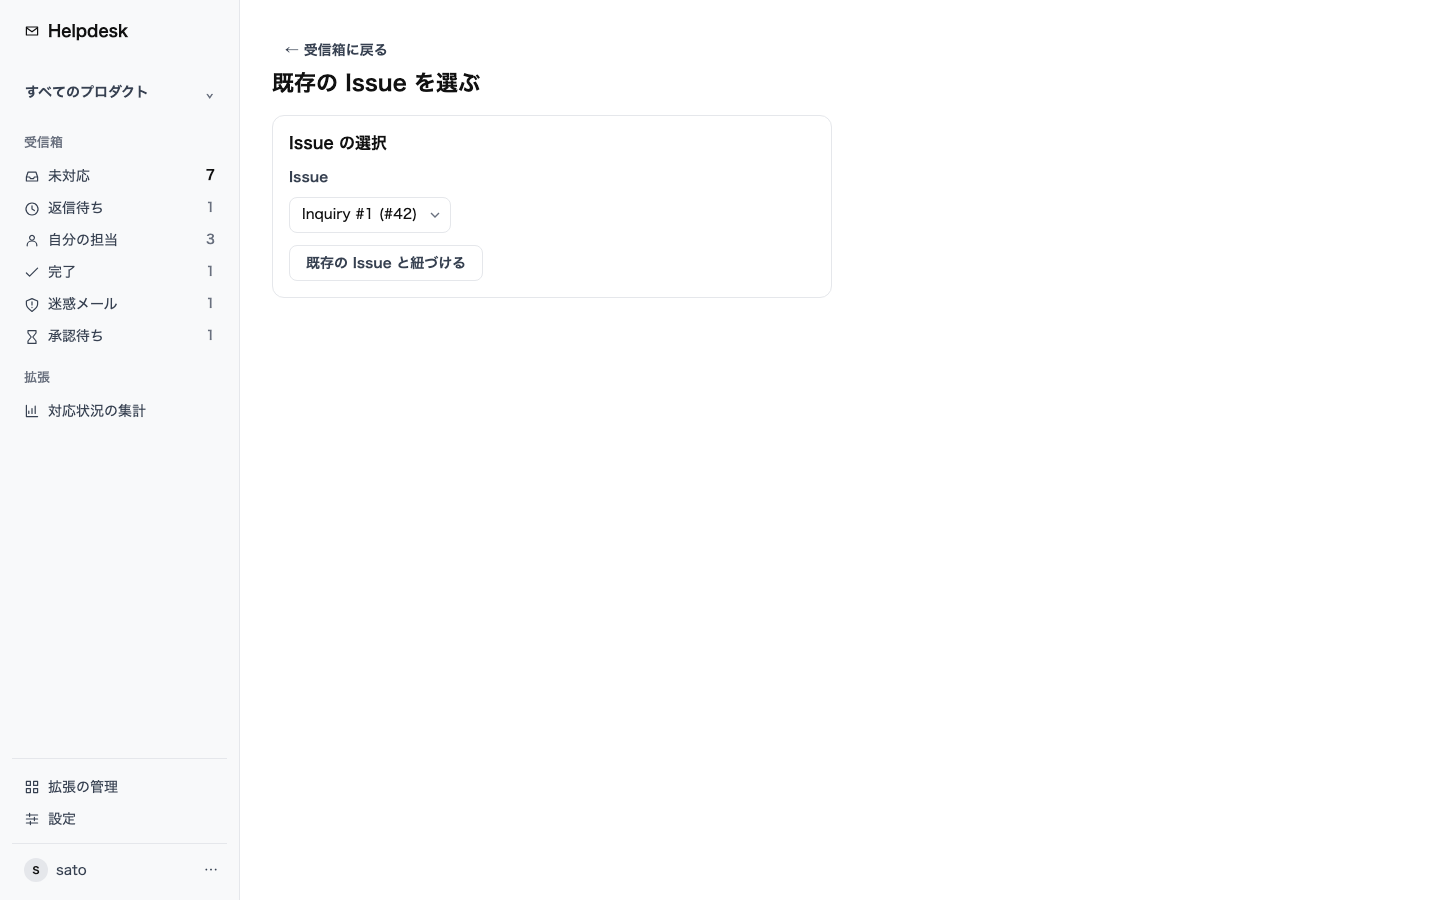 Helpdesk
すべてのプロダクト
受信箱
未対応 7
返信待ち 1
自分の担当 3
完了 1
迷惑メール 1
承認待ち 1
拡張
対応状況の集計
拡張の管理
設定
S sato ...
← 受信箱に戻る
既存の Issue を選ぶ
Issue の選択
Issue
Inquiry #1 (#42)
既存の Issue と紐づける